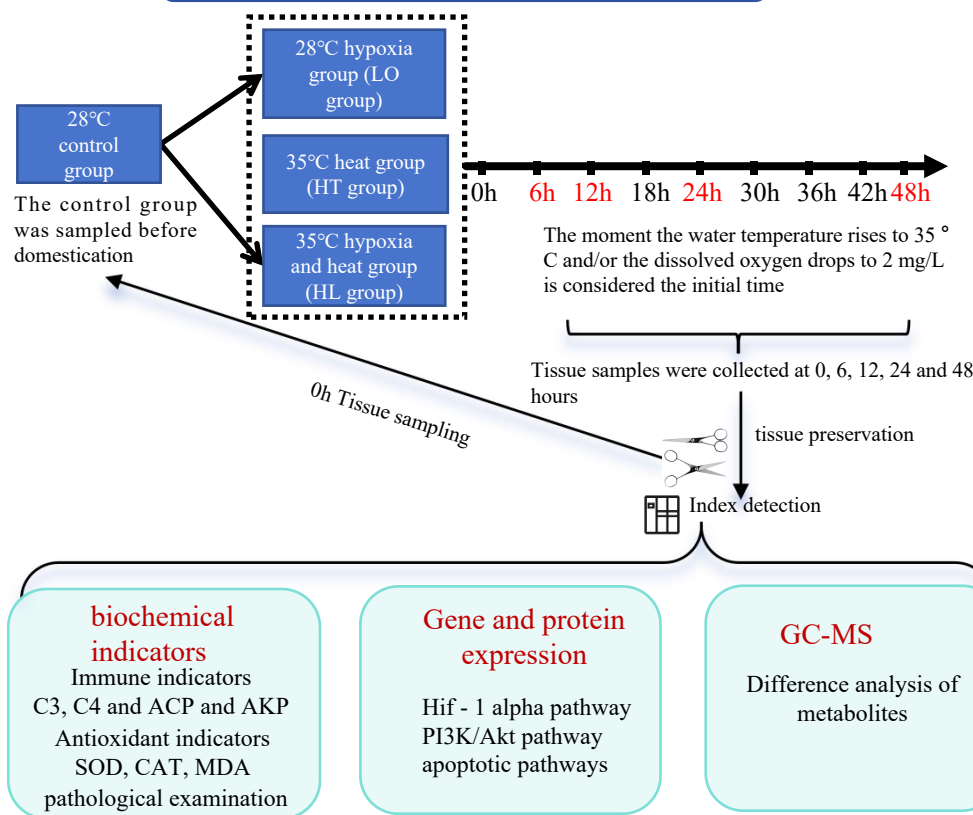 28℃ hypoxia
group (LO
group)
28℃
control
group
35℃ heat group
(HT group)
35℃ hypoxia
and heat group
(HL group)
The control group
was sampled before
domestication
0h 6h 12h 18h 24h 30h 36h 42h 48h
The moment the water temperature rises to 35 °
C and/or the dissolved oxygen drops to 2 mg/L
is considered the initial time
Tissue samples were collected at 0, 6, 12, 24 and 48
hours
0h Tissue sampling
tissue preservation
Index detection
biochemical
indicators
Immune indicators
C3, C4 and ACP and AKP
Antioxidant indicators
SOD, CAT, MDA
pathological examination
Gene and protein
expression
Hif - 1 alpha pathway
PI3K/Akt pathway
apoptotic pathways
GC-MS
Difference analysis of
metabolites